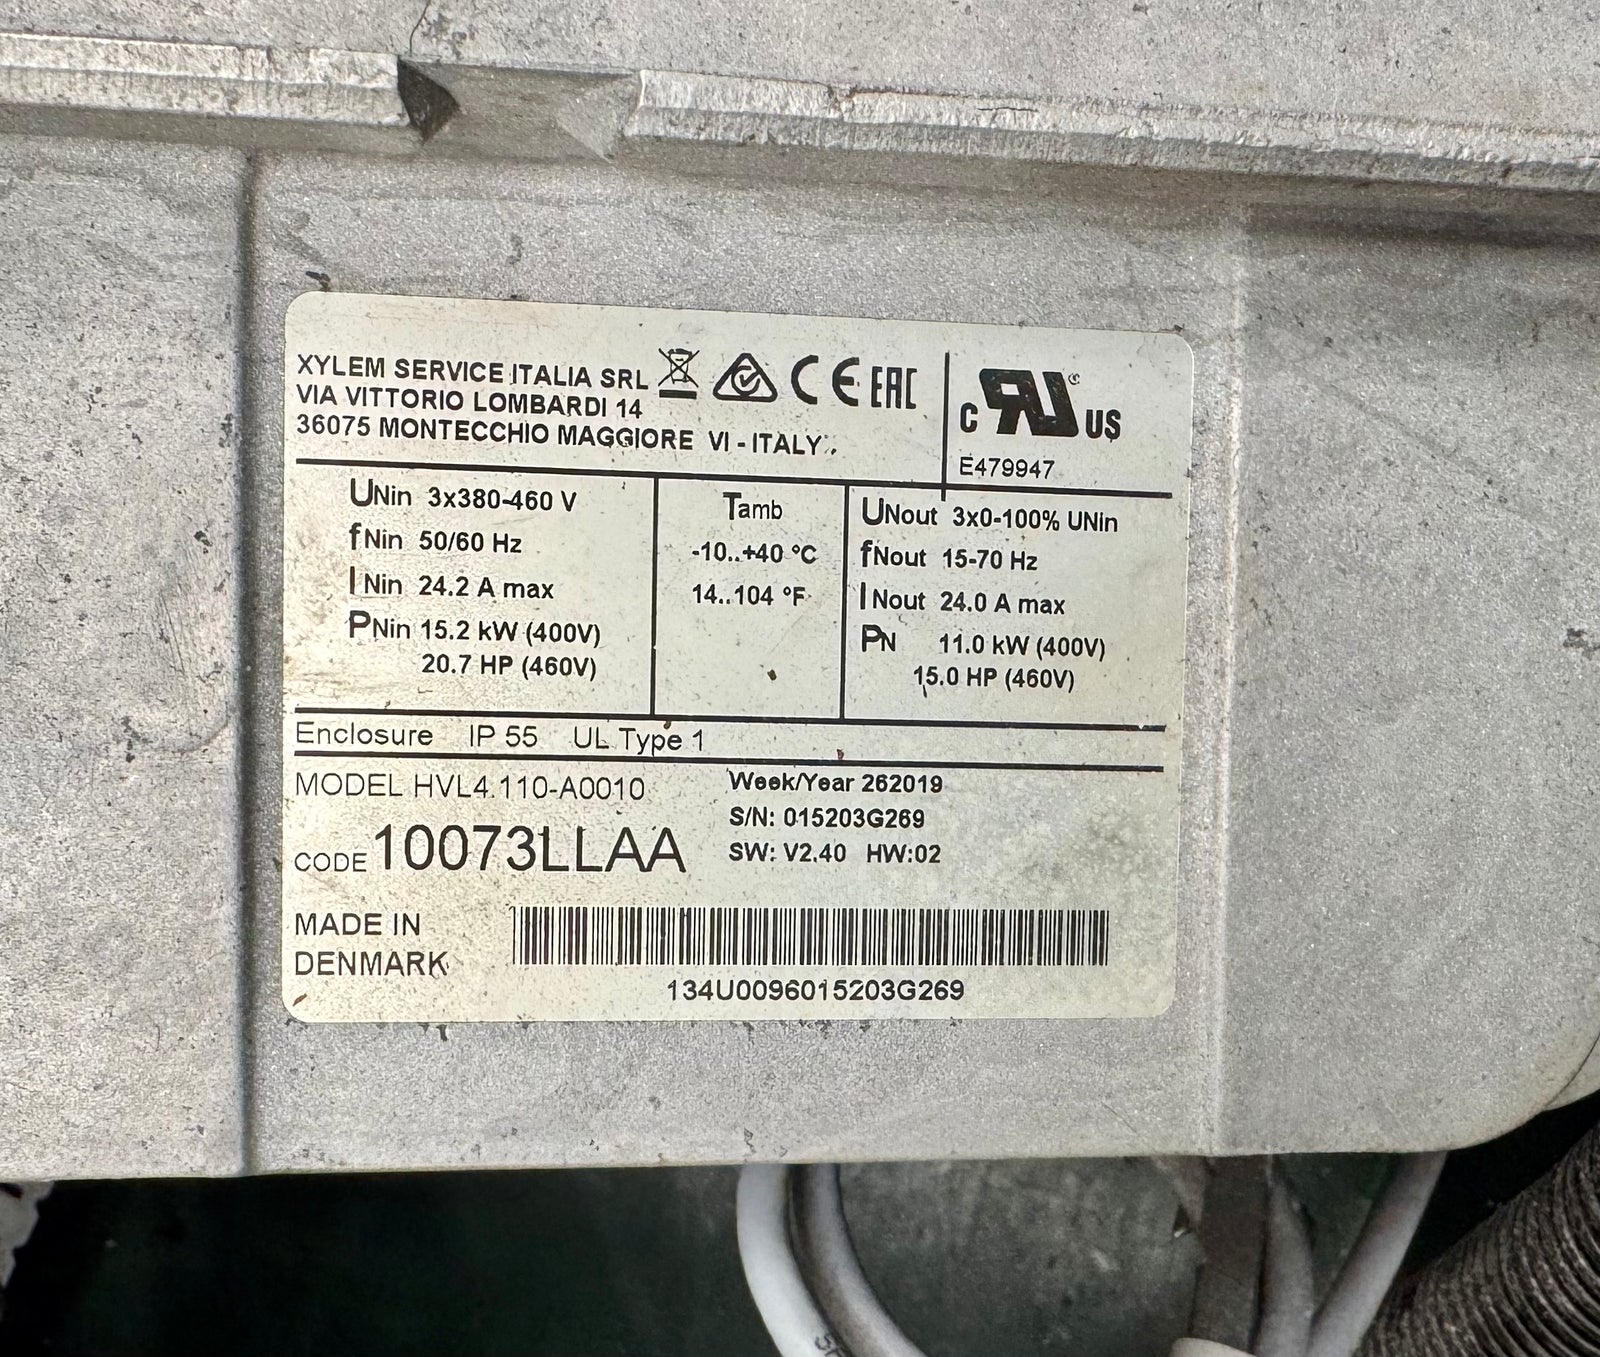 XYLEM SERVICE ITALIA SRL
VIA VITTORIO LOMBARDI 14
36075 MONTECCHIO MAGGIORE VI - ITALY
CE EAC
c RU ® US
E479947
UNin 3x380-460 V
fNin 50/60 Hz
INin 24.2 A max
PNin 15.2 kW (400V)
20.7 HP (460V)
Tamb
-10..+40 °C
14..104 °F
UNout 3x0-100% UNin
fNout 15-70 Hz
INout 24.0 A max
PN 11.0 kW (400V)
15.0 HP (460V)
Enclosure IP 55 UL Type 1
MODEL HVL4.110-A0010
CODE 10073LLAA
Week/Year 262019
S/N: 015203G269
SW: V2.40 HW:02
MADE IN
DENMARK
134U0096015203G269